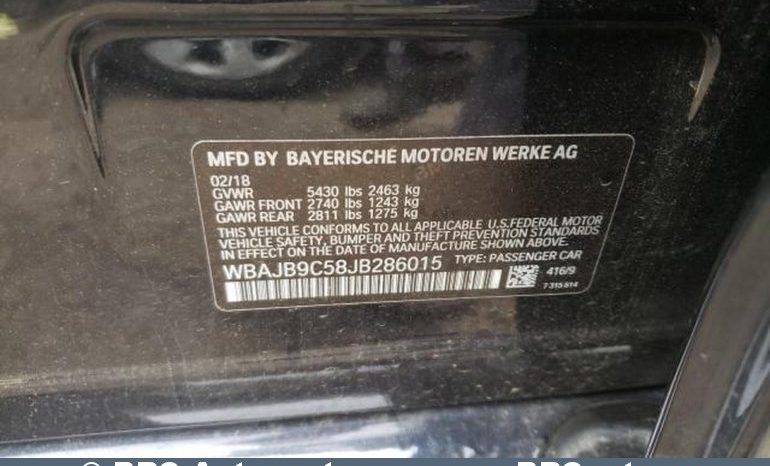 MFD BY BAYERISCHE MOTOREN WERKE AG
02/18
GVWR 5430 lbs 2463 kg
GAWR FRONT 2740 lbs 1243 kg
GAWR REAR 2811 lbs 1275 kg
THIS VEHICLE CONFORMS TO ALL APPLICABLE U.S.FEDERAL MOTOR
VEHICLE SAFETY, BUMPER AND THEFT PREVENTION STANDARDS
IN EFFECT ON THE DATE OF MANUFACTURE SHOWN ABOVE.
WBAJB9C58JB286015 TYPE: PASSENGER CAR
416/9
7 315 614